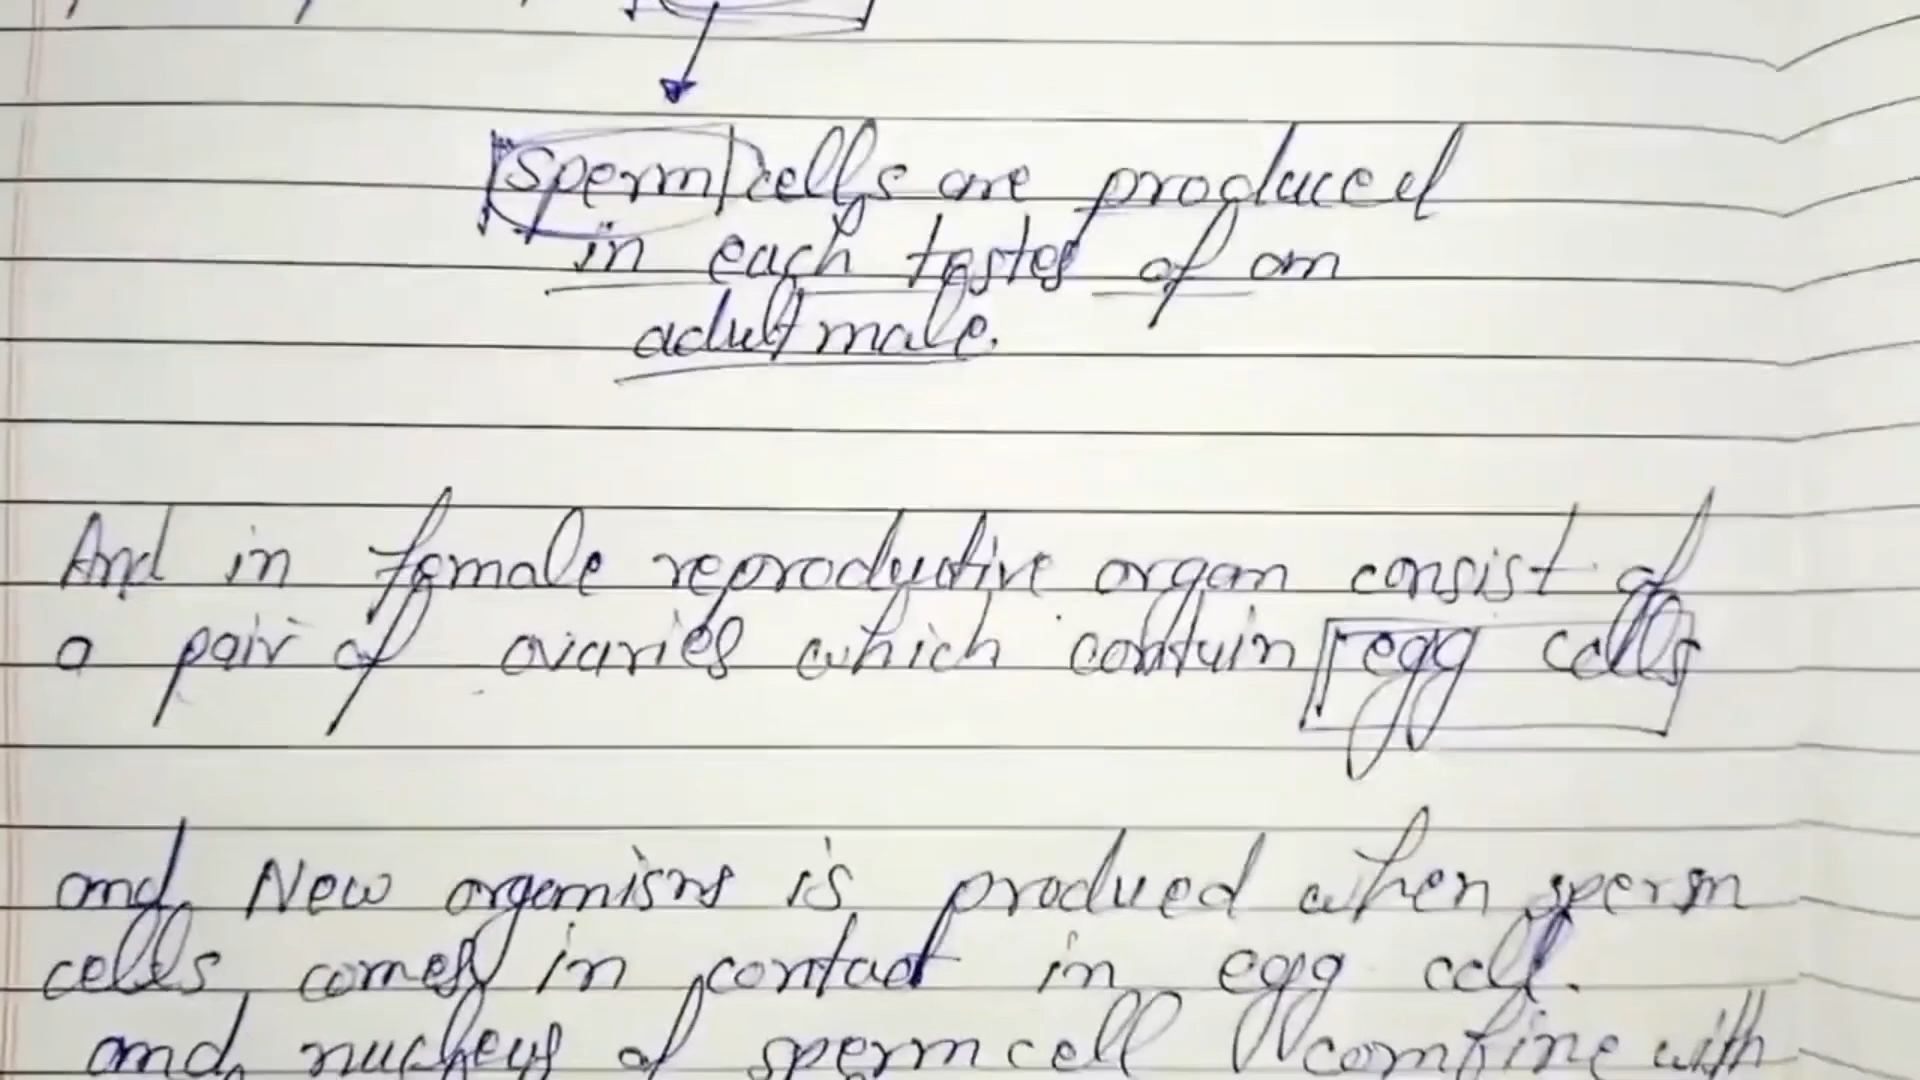 sperm cells are produced
in each testes of an
adult male.
And in female reproductive organ consist of
a pair of ovaries which contain egg cells
and New organisms is produed when sperm
cells comes in contact in egg cell.
and nucheus of sperm cell combine with